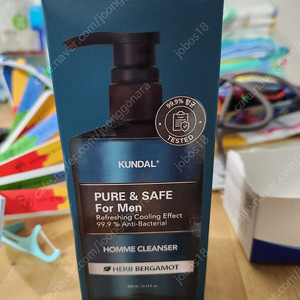 99.9% 항균
TESTED
KUNDAL
PURE & SAFE
For Men
Refreshing Cooling Effect
99.9 % Anti-Bacterial
HOMME CLEANSER
HERB BERGAMOT